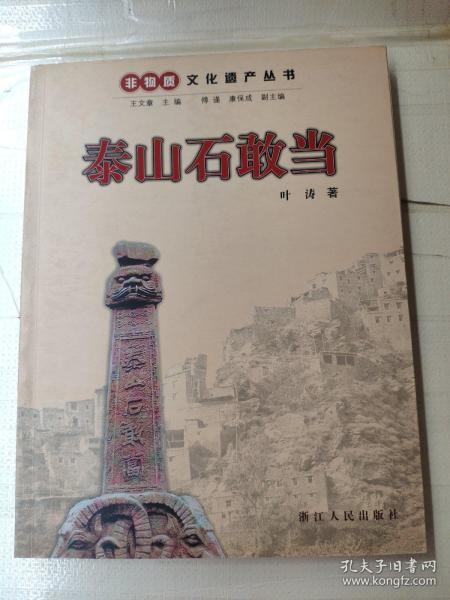 非物质文化遗产丛书
王文章 主编 傅谨 康保成 副主编
泰山石敢当
叶涛 著
泰山石敢當
浙江人民出版社
孔夫子旧书网
www.kongfz.com